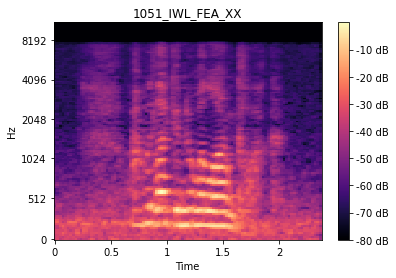 1051_IWL_FEA_XX
8192
4096
2048
1024
512
0
Hz
0
0.5
1
1.5
2
Time
-10 dB
-20 dB
-30 dB
-40 dB
-50 dB
-60 dB
-70 dB
-80 dB